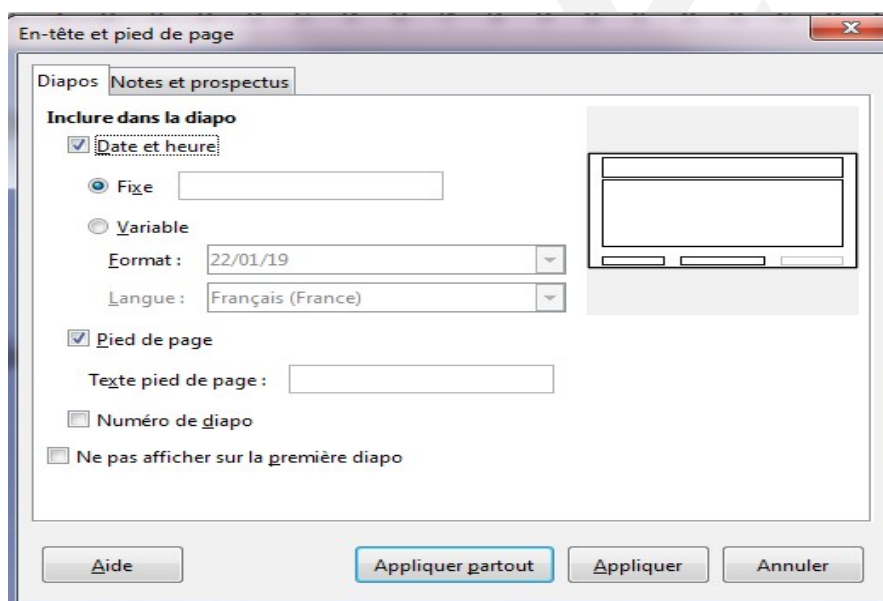 En-tête et pied de page
Diapos Notes et prospectus
Inclure dans la diapo
Date et heure
Fixe
Variable
Format : 22/01/19
Langue : Français (France)
Pied de page
Texte pied de page :
Numéro de diapo
Ne pas afficher sur la première diapo
Aide Appliquer partout Appliquer Annuler